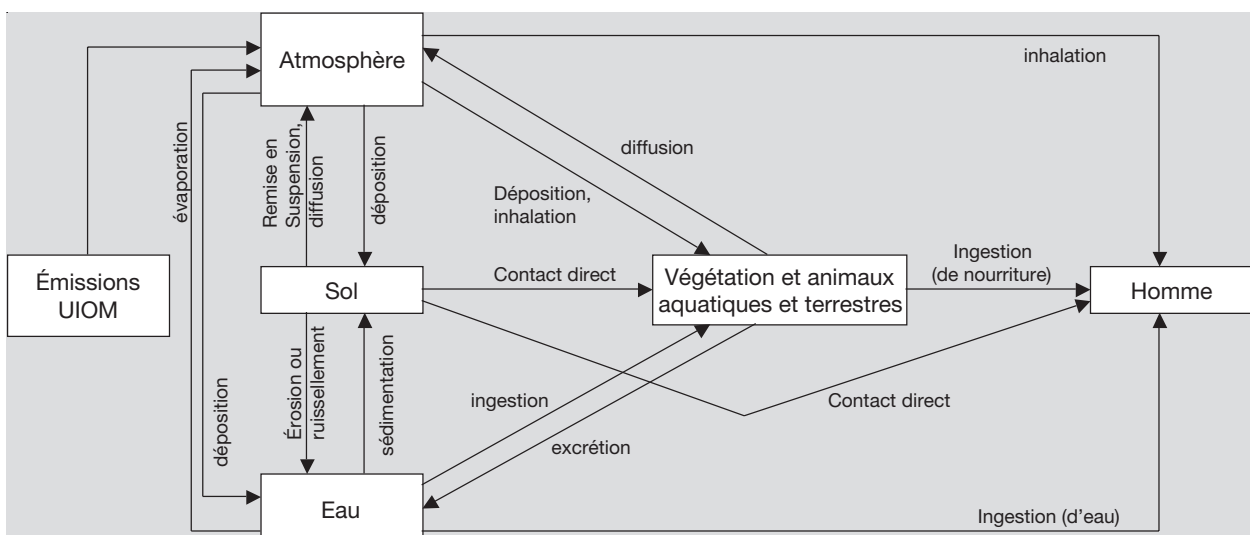 Atmosphère
inhalation
évaporation
Remise en
Suspension,
diffusion
déposition
diffusion
Déposition,
inhalation
Émissions
UIOM
Sol
Contact direct
Végétation et animaux
aquatiques et terrestres
Ingestion
(de nourriture)
Homme
déposition
Érosion ou
ruissellement
sédimentation
ingestion
excrétion
Contact direct
Eau
Ingestion (d'eau)